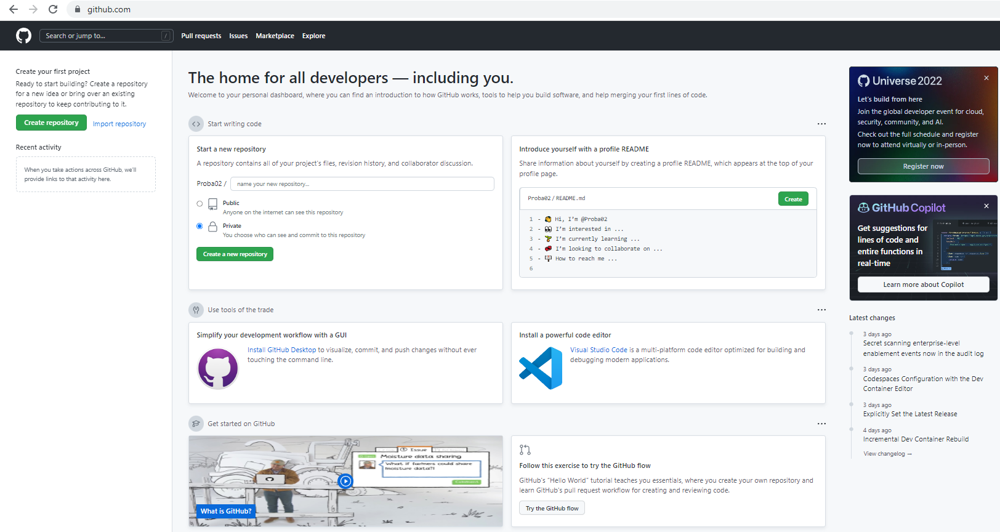 github.com
Search or jump to...
/
Pull requests
Issues
Marketplace
Explore
Create your first project
Ready to start building? Create a repository
for a new idea or bring over an existing
repository to keep contributing to it.
Create repository
Import repository
Recent activity
When you take actions across GitHub, we'll
provide links to that activity here.
The home for all developers — including you.
Welcome to your personal dashboard, where you can find an introduction to how GitHub works, tools to help you build software, and help merging your first lines of code.
Start writing code
Start a new repository
A repository contains all of your project's files, revision history, and collaborator discussion.
Proba02 /
name your new repository...
Public
Anyone on the internet can see this repository
Private
You choose who can see and commit to this repository
Create a new repository
Introduce yourself with a profile README
Share information about yourself by creating a profile README, which appears at the top of your
profile page.
Proba02 / README.md
Create
1 - 👋 Hi, I'm @Proba02
2 - 👀 I'm interested in ...
3 - 🌱 I'm currently learning ...
4 - 💞️ I'm looking to collaborate on ...
5 - 📫 How to reach me ...
6
Use tools of the trade
Simplify your development workflow with a GUI
Install GitHub Desktop to visualize, commit, and push changes without ever
touching the command line.
Install a powerful code editor
Visual Studio Code is a multi-platform code editor optimized for building and
debugging modern applications.
Get started on GitHub
Issue
Moisture data sharing
What if farmers could share
moisture data?!
What is GitHub?
Follow this exercise to try the GitHub flow
GitHub's "Hello World" tutorial teaches you essentials, where you create your own repository and
learn GitHub's pull request workflow for creating and reviewing code.
Try the GitHub flow
Universe 2022
Let's build from here
Join the global developer event for cloud,
security, community, and AI.
Check out the full schedule and register
now to attend virtually or in-person.
Register now
GitHub Copilot
Get suggestions for
lines of code and
entire functions in
real-time
Learn more about Copilot
Latest changes
3 days ago
Secret scanning enterprise-level
enablement events now in the audit log
3 days ago
Codespaces Configuration with the Dev
Container Editor
3 days ago
Explicitly Set the Latest Release
4 days ago
Incremental Dev Container Rebuild
View changelog →